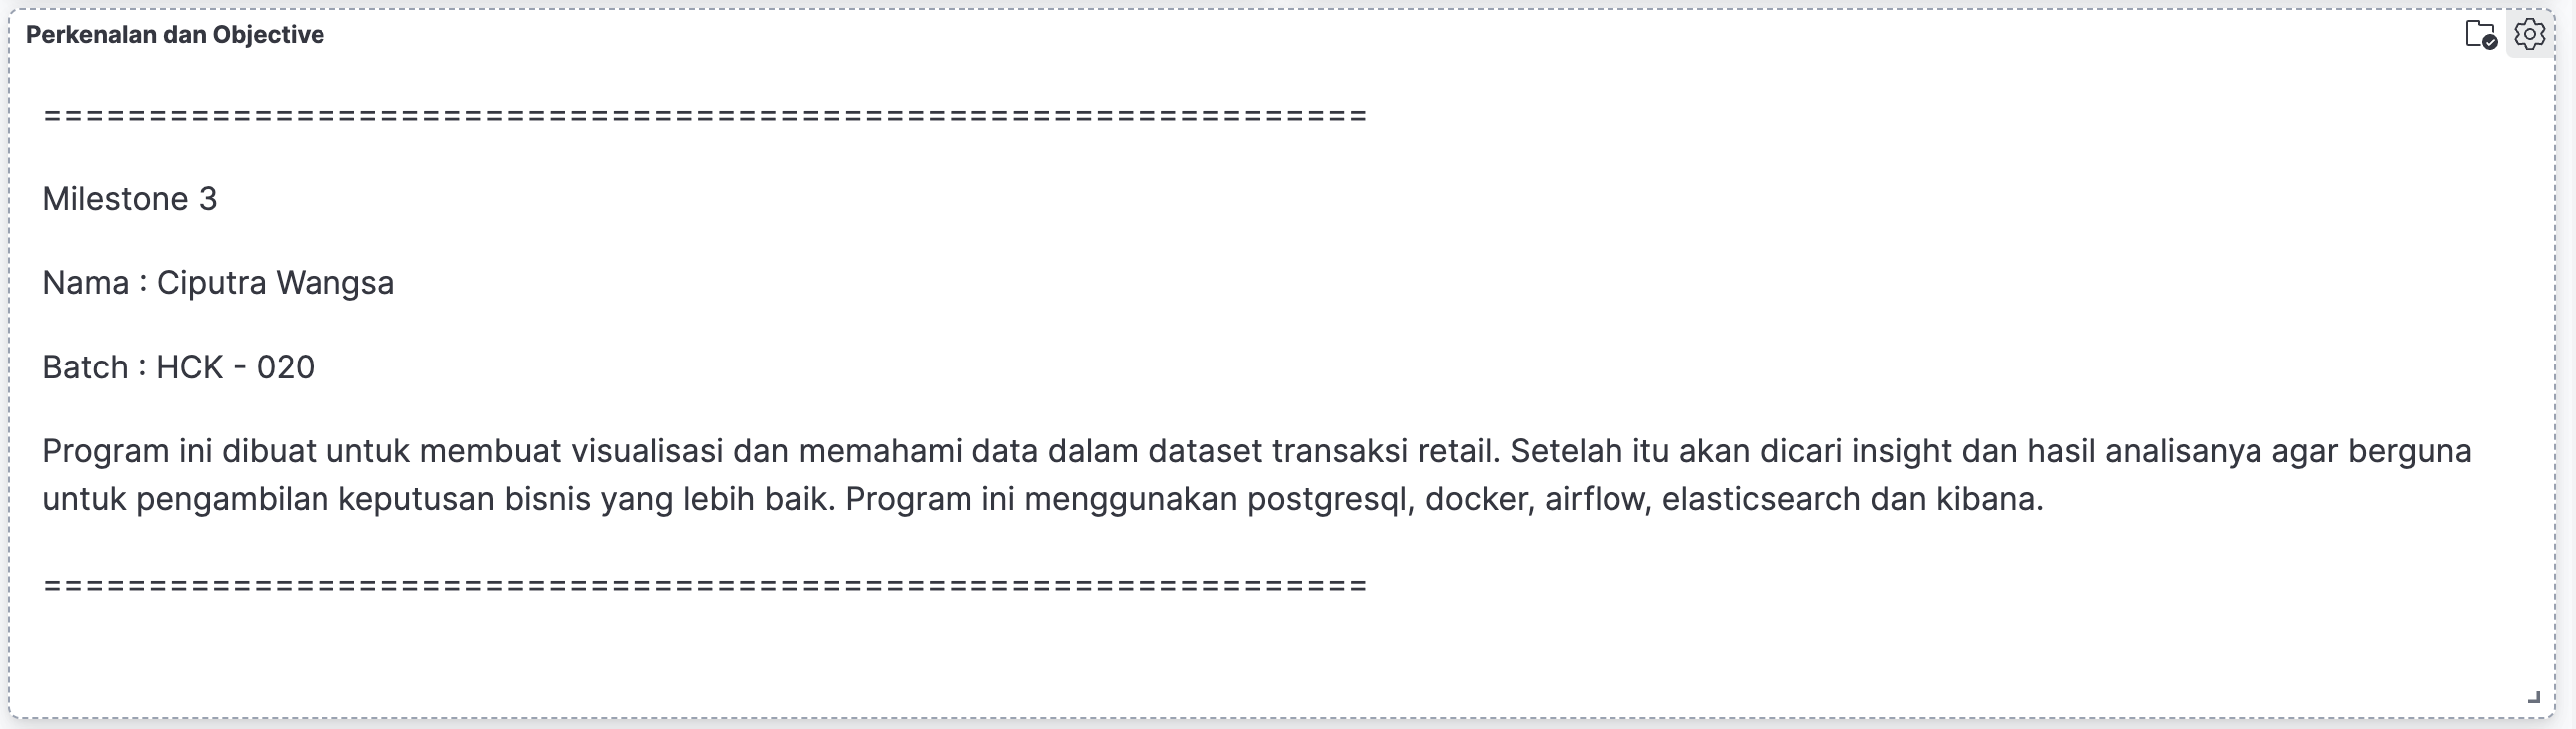 Perkenalan dan Objective
===============================================================
Milestone 3
Nama : Ciputra Wangsa
Batch : HCK - 020
Program ini dibuat untuk membuat visualisasi dan memahami data dalam dataset transaksi retail. Setelah itu akan dicari insight dan hasil analisanya agar berguna
untuk pengambilan keputusan bisnis yang lebih baik. Program ini menggunakan postgresql, docker, airflow, elasticsearch dan kibana.
===============================================================